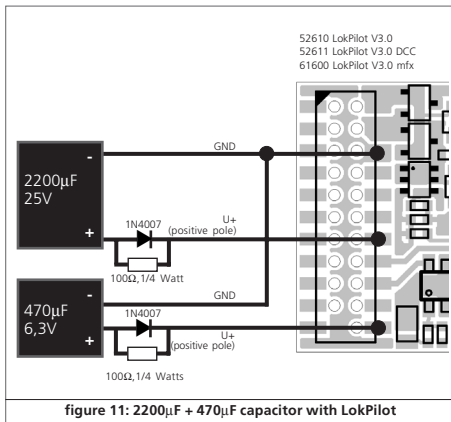 52610 LokPilot V3.0
52611 LokPilot V3.0 DCC
61600 LokPilot V3.0 mfx
-
GND
2200μF
25V
1N4007
U+
(positive pole)
+
100Ω,1/4 Watt
-
GND
470μF
6,3V
1N4007
U+
(positive pole)
+
100Ω,1/4 Watts
figure 11: 2200μF + 470μF capacitor with LokPilot